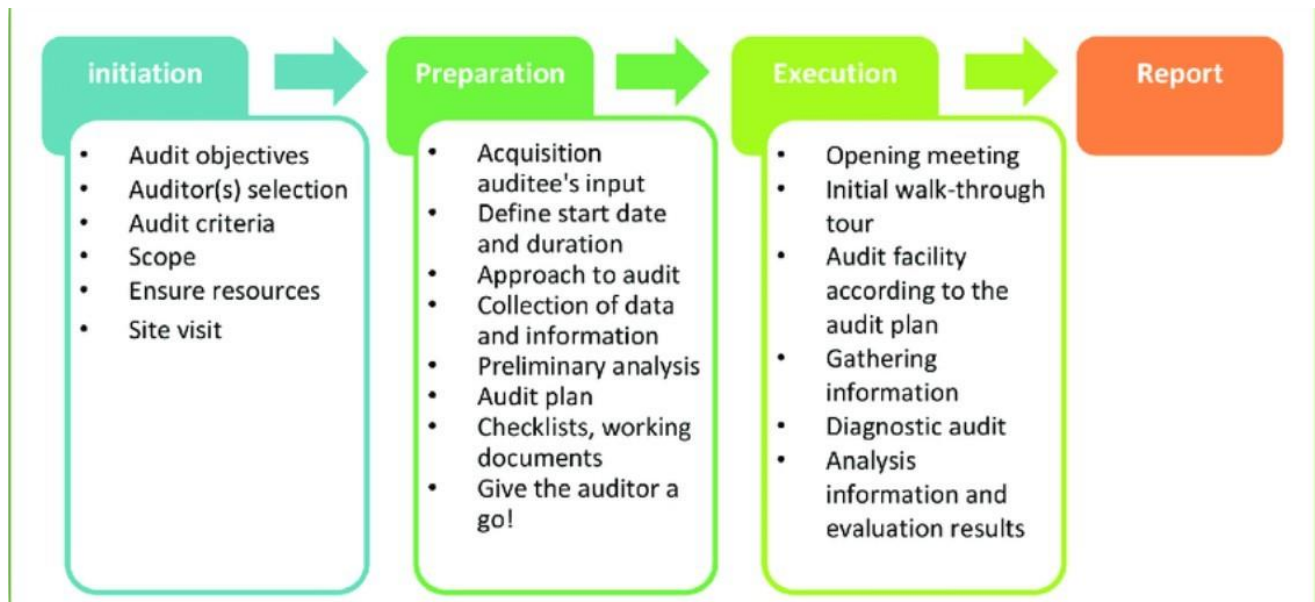 initiation
Audit objectives
Auditor(s) selection
Audit criteria
Scope
Ensure resources
Site visit
Preparation
Acquisition
auditee's input
Define start date
and duration
Approach to audit
Collection of data
and information
Preliminary analysis
Audit plan
Checklists, working
documents
Give the auditor a
go!
Execution
Opening meeting
Initial walk-through
tour
Audit facility
according to the
audit plan
Gathering
information
Diagnostic audit
Analysis
information and
evaluation results
Report